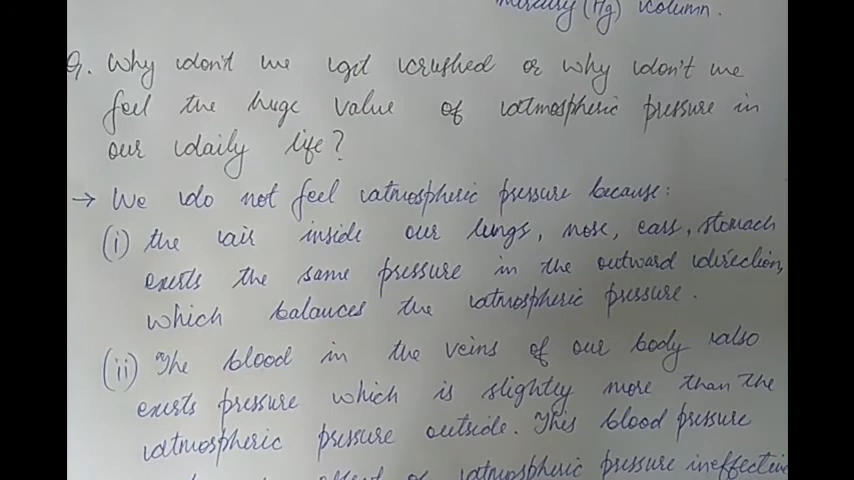 mercury (Hg) column.
Q. Why don't we get crushed or why don't we
feel the huge value of atmospheric pressure in
our daily life?
→ We do not feel atmospheric pressure because:
(i) the air inside our lungs, nose, ears, stomach
exerts the same pressure in the outward direction,
which balances the atmospheric pressure.
(ii) The blood in the veins of our body also
exerts pressure which is slightly more than the
atmospheric pressure outside. This blood pressure
effect of atmospheric pressure ineffective